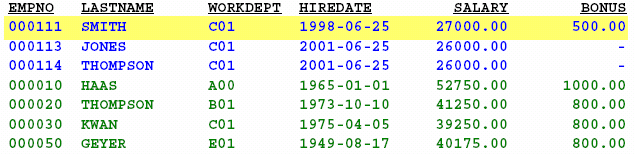 EMPNO LASTNAME WORKDEPT HIREDATE SALARY BONUS
000111 SMITH C01 1998-06-25 27000.00 500.00
000113 JONES C01 2001-06-25 26000.00 -
000114 THOMPSON C01 2001-06-25 26000.00 -
000010 HAAS A00 1965-01-01 52750.00 1000.00
000020 THOMPSON B01 1973-10-10 41250.00 800.00
000030 KWAN C01 1975-04-05 39250.00 800.00
000050 GEYER E01 1949-08-17 40175.00 800.00